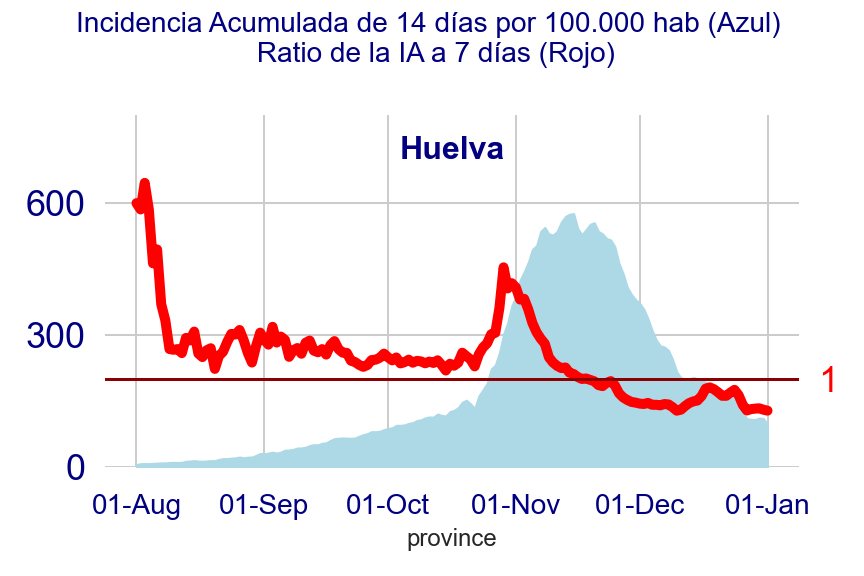 Incidencia Acumulada de 14 días por 100.000 hab (Azul)
Ratio de la IA a 7 días (Rojo)
Huelva
600
300
1
0
01-Aug 01-Sep 01-Oct 01-Nov 01-Dec 01-Jan
province